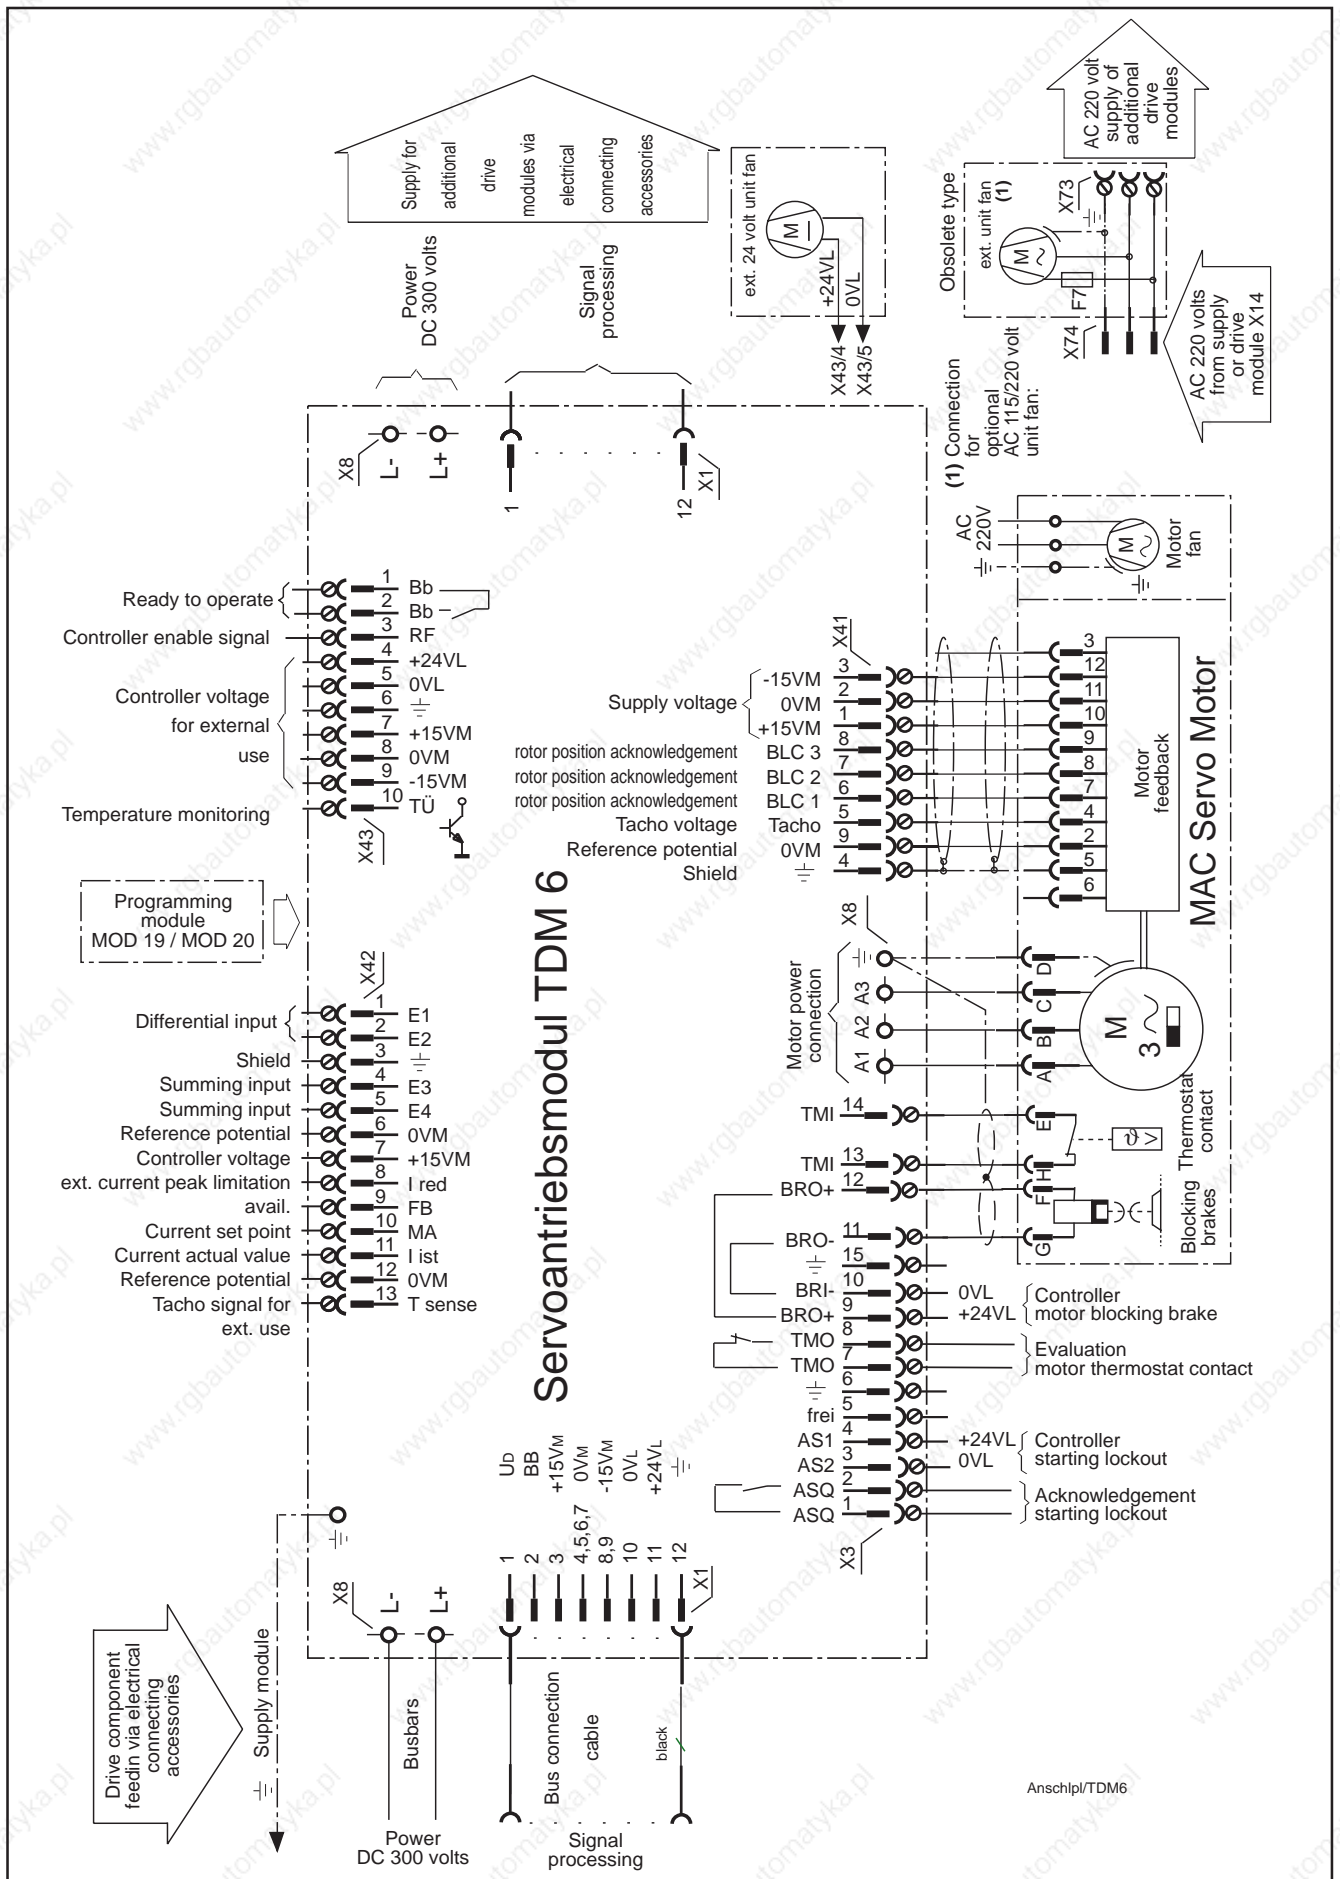 AC 220 volt
supply of
additional
drive
modules
Supply for
additional
drive
modules via
electrical
connecting
accessories
Power
DC 300 volts
Signal
processing
ext. 24 volt unit fan
M
+24VL
0VL
X43/4
X43/5
Obsolete type
ext. unit fan
(1)
M
F7
X73
X74
AC 220 volts
from supply
or drive
module X14
(1) Connection
for
optional
AC 115/220 volt
unit fan:
X8
L-
L+
1
12
X1
Ready to operate
1 Bb
2 Bb
Controller enable signal
3 RF
Controller voltage
for external
use
4 +24VL
5 0VL
6
7 +15VM
8 0VM
9 -15VM
Temperature monitoring
10 TÜ
X43
Programming
module
MOD 19 / MOD 20
X42
Differential input
1 E1
2 E2
Shield 3
Summing input 4 E3
Summing input 5 E4
Reference potential 6 0VM
Controller voltage 7 +15VM
ext. current peak limitation 8 I red
avail. 9 FB
Current set point 10 MA
Current actual value 11 I ist
Reference potential 12 0VM
Tacho signal for 13 T sense
ext. use
Servoantriebsmodul TDM 6
AC
220V
M
Motor
fan
X41
Supply voltage
-15VM 3
0VM 2
+15VM 1
rotor position acknowledgement BLC 3 8
rotor position acknowledgement BLC 2 7
rotor position acknowledgement BLC 1 6
Tacho voltage Tacho 5
Reference potential 0VM 9
Shield 4
3
12
11
10
9
8
7
4
2
5
6
Motor
feedback
MAC Servo Motor
X8
Motor power
connection
A3
A2
A1
D
C
B
A
M
3
TMI 14
TMI 13
BRO+ 12
BRO- 11
15
BRI- 10
BRO+ 9
TMO 8
TMO 7
6
frei 5
AS1 4
AS2 3
ASQ 2
ASQ 1
X3
E
H
F
G
ϑ >
Thermostat
contact
Blocking
brakes
0VL
+24VL
Controller
motor blocking brake
Evaluation
motor thermostat contact
+24VL
0VL
Controller
starting lockout
Acknowledgement
starting lockout
UD
BB
+15VM
0VM
-15VM
0VL
+24VL
1
2
3
4,5,6,7
8,9
10
11
12
X1
X8
L-
L+
Drive component
feedin via electrical
connecting
accessories
Supply module
Busbars
Bus connection
cable
black
Power
DC 300 volts
Signal
processing
Anschlpl/TDM6
www.rgbautomatyka.pl